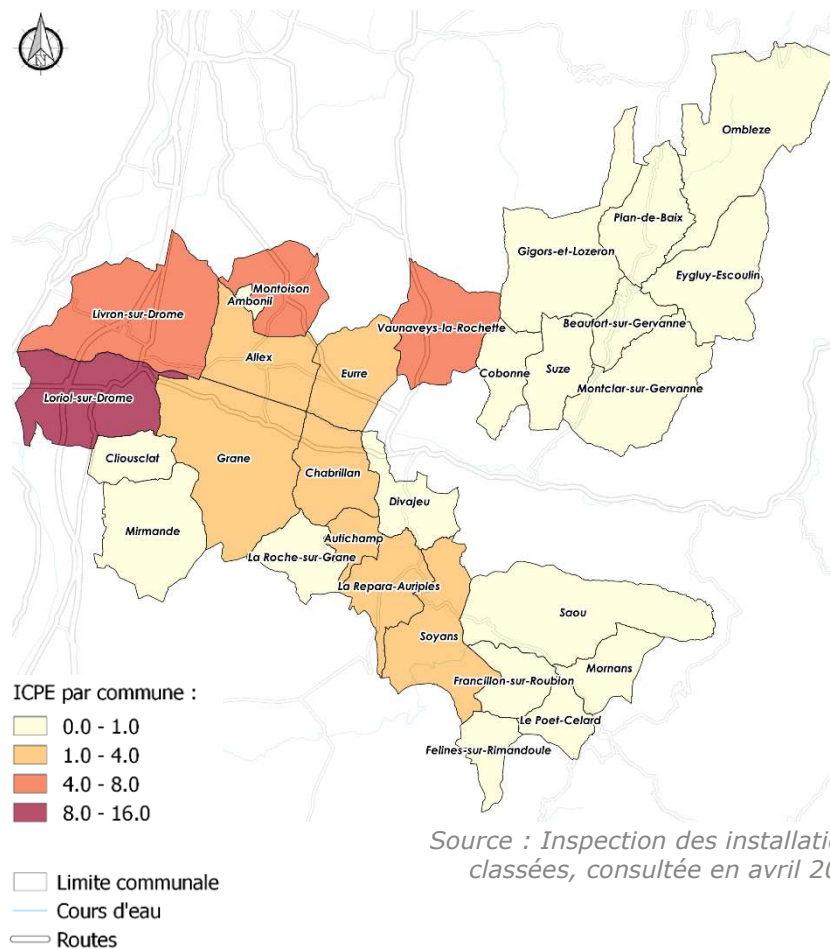 N
Ombleze
Plan-de-Baix
Gigors-et-Lozeron
Eygluy-Escoulin
Montoison
Ambonil
Livron-sur-Drome
Vaunaveys-la-Rochette
Beaufort-sur-Gervanne
Allex
Eurre
Cobonne
Suze
Montclar-sur-Gervanne
Loriol-sur-Drome
Cliousclat
Grane
Chabrillan
Divajeu
Mirmande
Autichamp
La Roche-sur-Grane
La Repara-Auriples
Saou
Soyans
Mornans
Francillon-sur-Roubion
Le Poet-Celard
Felines-sur-Rimandoule
ICPE par commune :
0.0 - 1.0
1.0 - 4.0
4.0 - 8.0
8.0 - 16.0
Source : Inspection des installatio
classées, consultée en avril 20
Limite communale
Cours d'eau
Routes